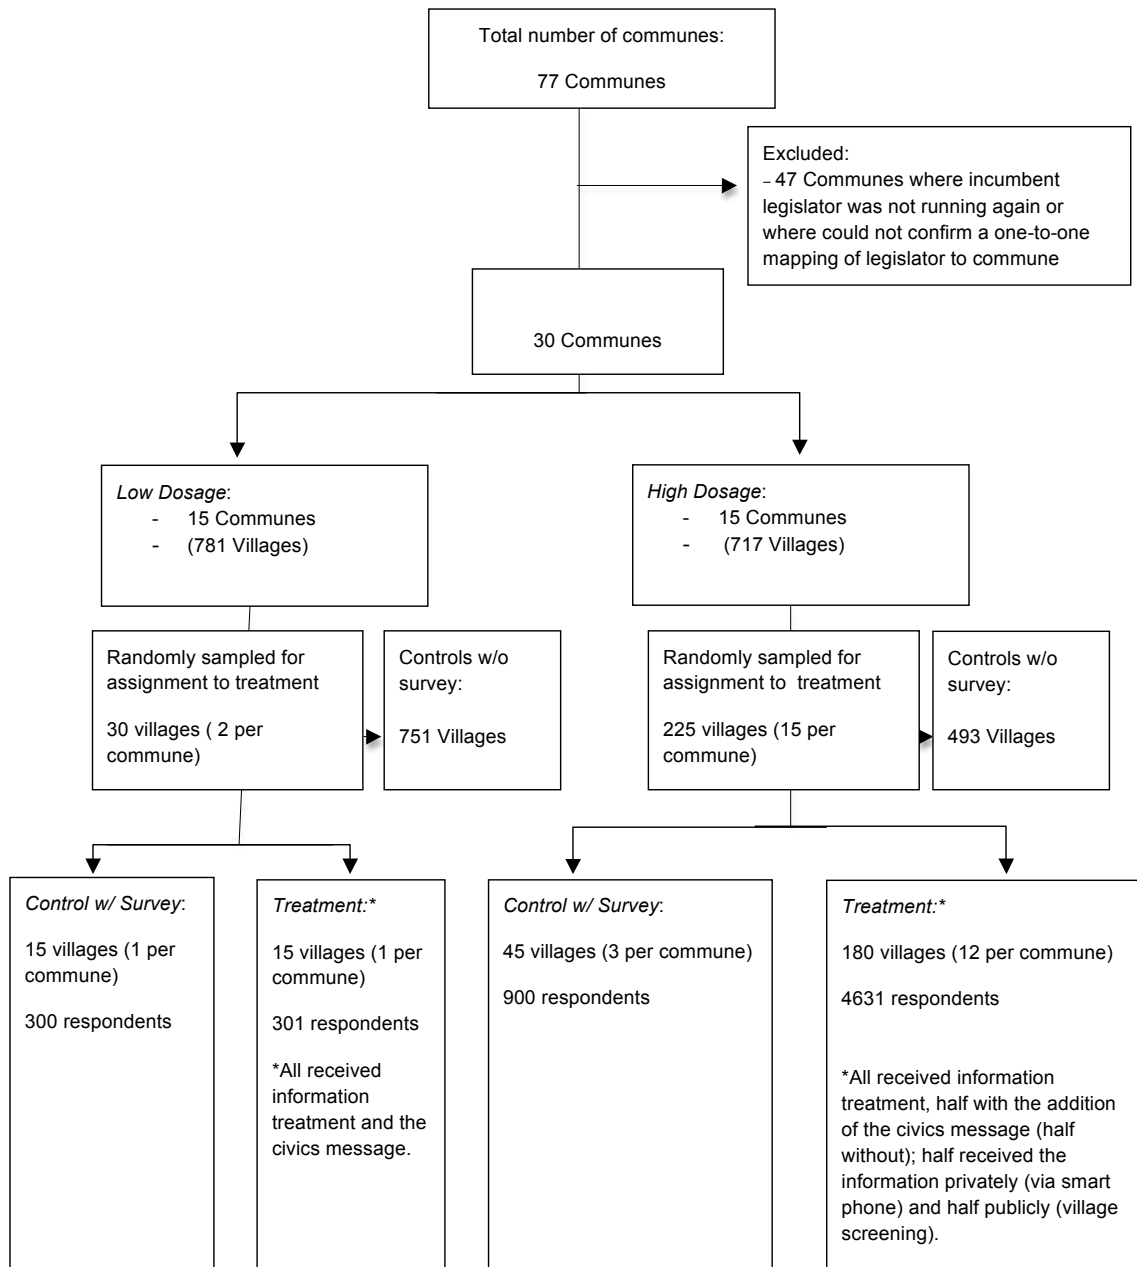 Total number of communes:
77 Communes
Excluded:
– 47 Communes where incumbent
legislator was not running again or
where could not confirm a one-to-one
mapping of legislator to commune
30 Communes
Low Dosage:
- 15 Communes
- (781 Villages)
High Dosage:
- 15 Communes
- (717 Villages)
Randomly sampled for
assignment to treatment
30 villages ( 2 per
commune)
Controls w/o
survey:
751 Villages
Randomly sampled for
assignment to treatment
225 villages (15 per
commune)
Controls w/o
survey:
493 Villages
Control w/ Survey:
15 villages (1 per
commune)
300 respondents
Treatment:*
15 villages (1 per
commune)
301 respondents
*All received
information
treatment and the
civics message.
Control w/ Survey:
45 villages (3 per commune)
900 respondents
Treatment:*
180 villages (12 per commune)
4631 respondents
*All received information
treatment, half with the addition
of the civics message (half
without); half received the
information privately (via smart
phone) and half publicly (village
screening).